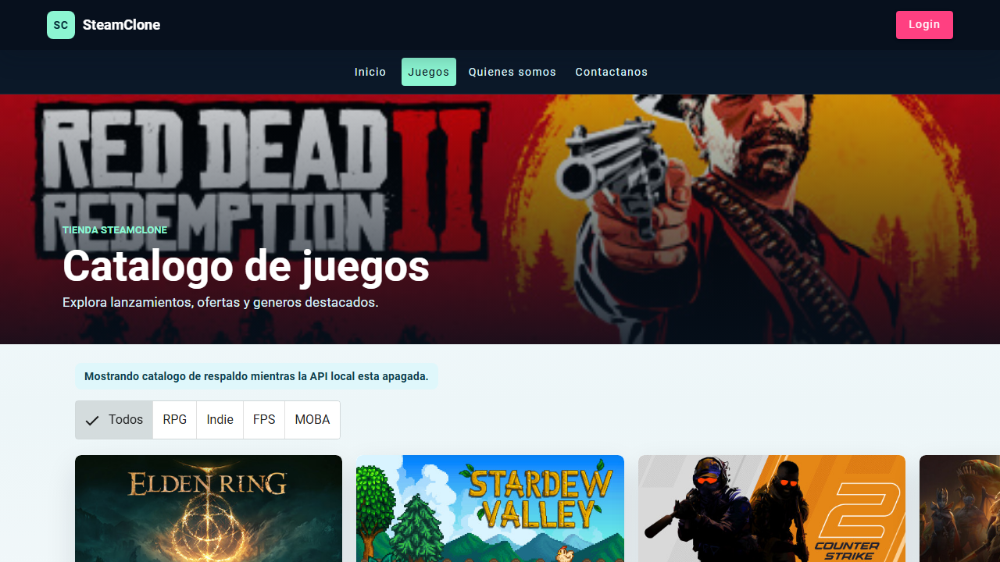 SC SteamClone
Login
Inicio Juegos Quienes somos Contactanos
RED DEAD
REDEMPTION II
TIENDA STEAMCLONE
Catalogo de juegos
Explora lanzamientos, ofertas y generos destacados.
Mostrando catalogo de respaldo mientras la API local esta apagada.
Todos RPG Indie FPS MOBA
ELDEN RING
STARDEW
VALLEY
2
COUNTER
STRIKE